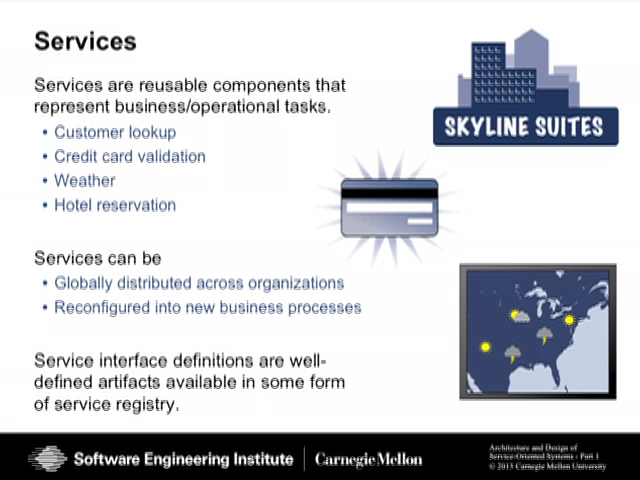 Services
Services are reusable components that
represent business/operational tasks.
• Customer lookup
• Credit card validation
• Weather
• Hotel reservation
SKYLINE SUITES
Services can be
• Globally distributed across organizations
• Reconfigured into new business processes
Service interface definitions are well-
defined artifacts available in some form
of service registry.
Software Engineering Institute
Carnegie Mellon
Architecture and Design of
Service-Oriented Systems : Part 1
© 2013 Carnegie Mellon University